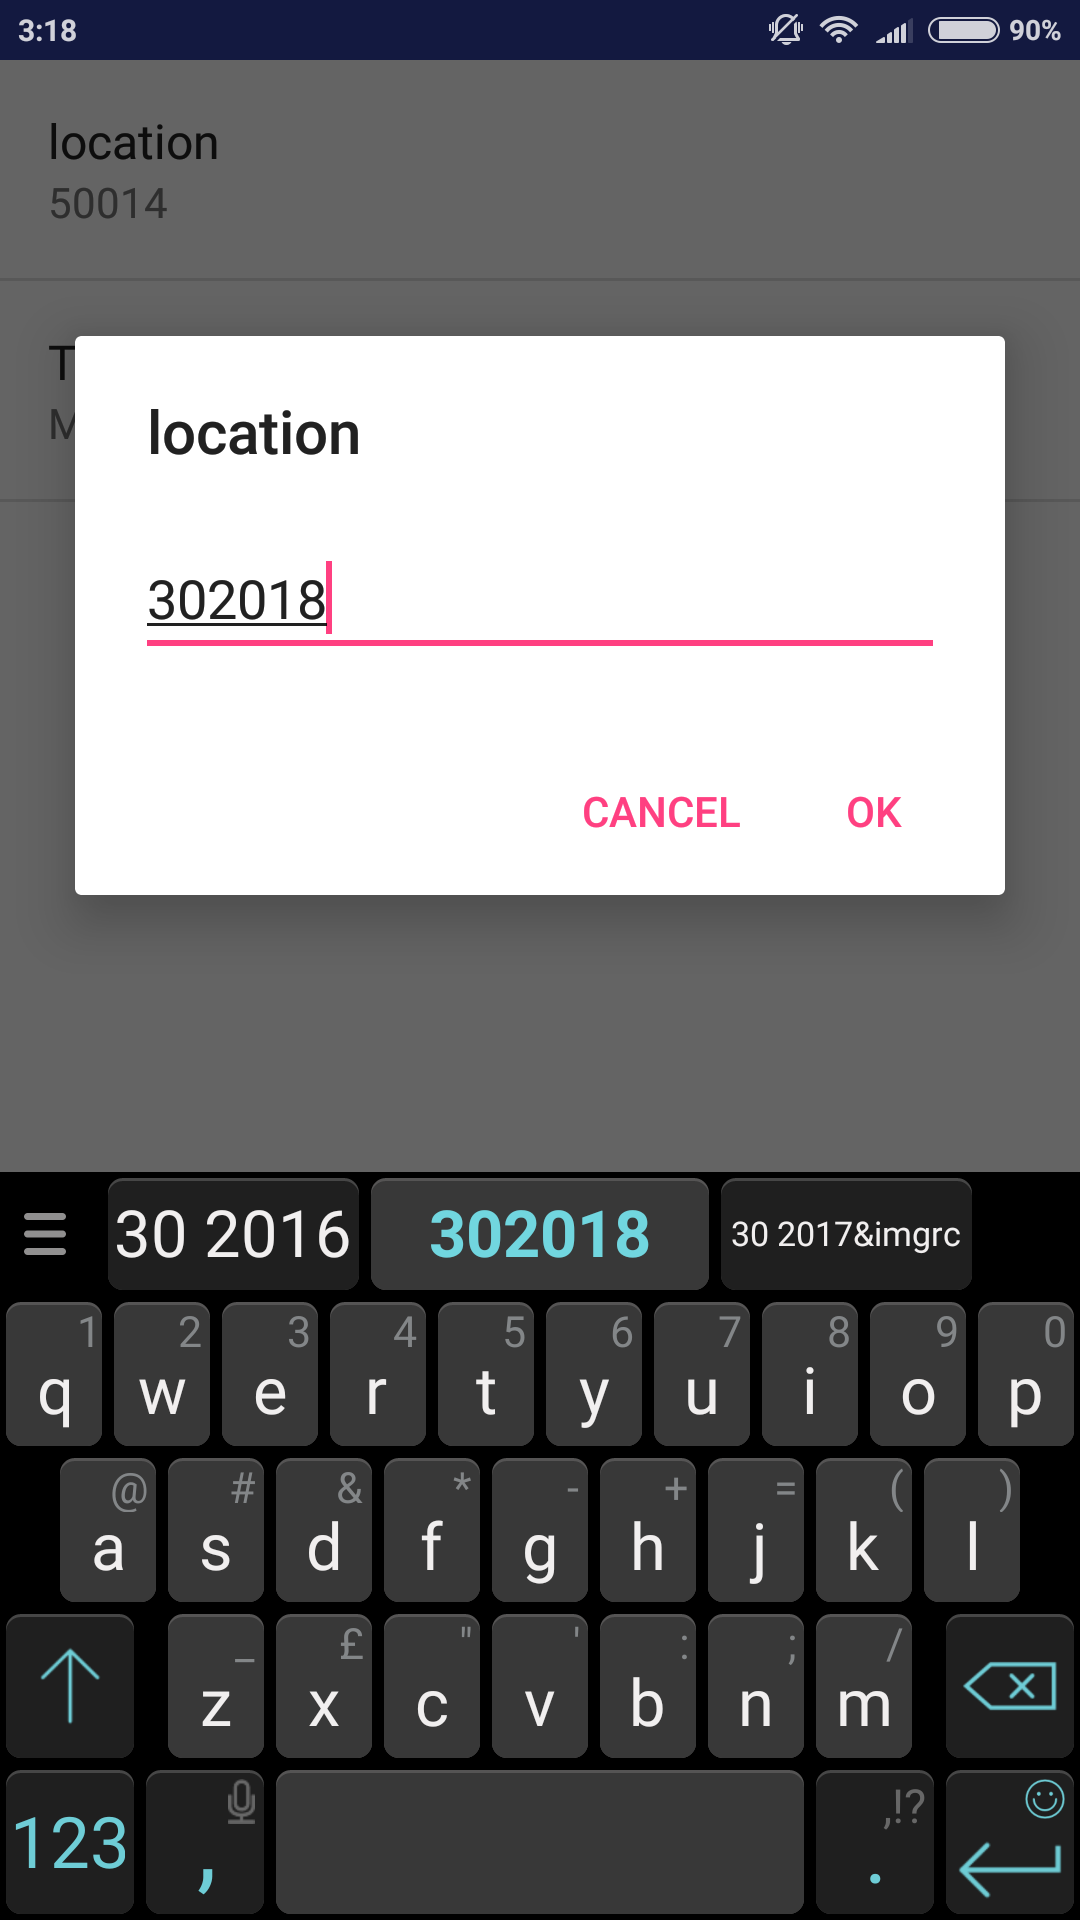 3:18 90%
location
50014
T
M
location
302018
CANCEL OK
30 2016 302018 30 2017&imgrc
1 2 3 4 5 6 7 8 9 0
q w e r t y u i o p
@ # & * - + = ( )
a s d f g h j k l
_ £ " ' : ; /
z x c v b n m
,!?
123 , .